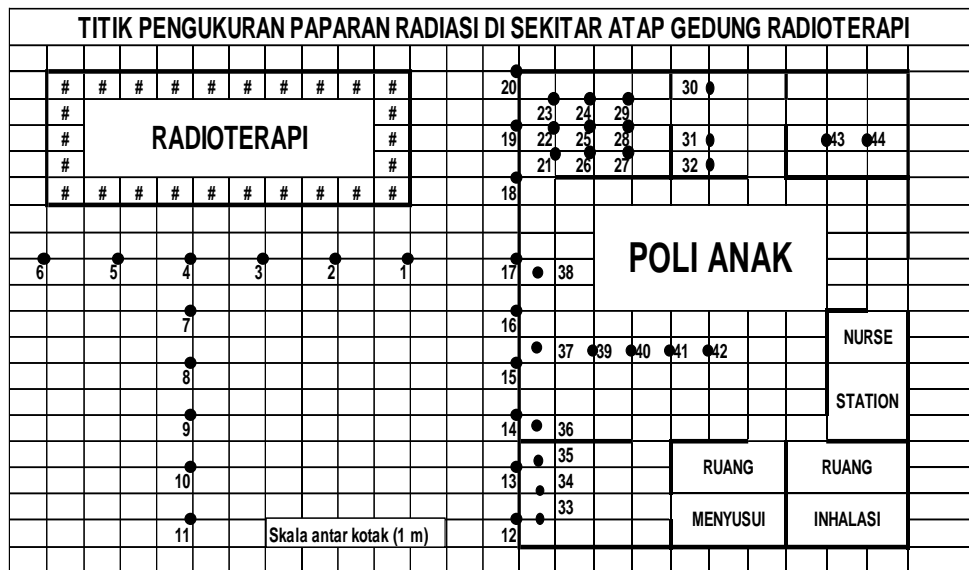 TITIK PENGUKURAN PAPARAN RADIASI DI SEKITAR ATAP GEDUNG RADIOTERAPI
# # # # # # # # # # 20 30
# # 23 24 29
# RADIOTERAPI # 19 22 25 28 31 43 44
# # 21 26 27 32
# # # # # # # # # # 18
POLI ANAK
6 5 4 3 2 1 17 38
7 16
NURSE
37 39 40 41 42
8 15
STATION
9 14 36
35 RUANG RUANG
10 13 34
33 MENYUSUI INHALASI
11 Skala antar kotak (1 m) 12